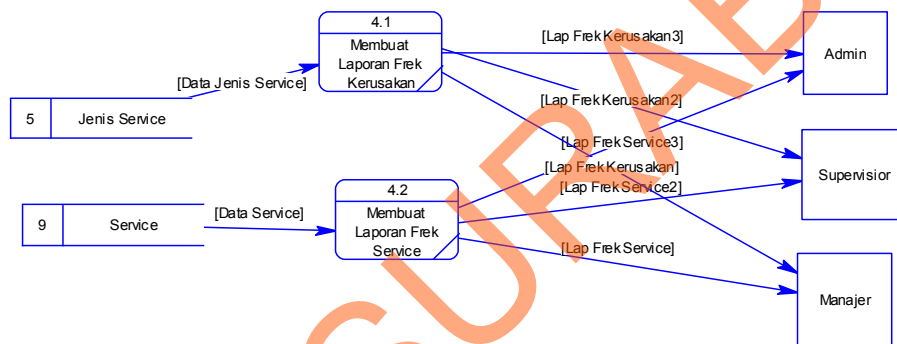 4.1
Membuat
Laporan Frek
Kerusakan
[Lap Frek Kerusakan3]
Admin
[Data Jenis Service]
[Lap Frek Kerusakan2]
5
Jenis Service
[Lap Frek Service3]
[Lap Frek Kerusakan]
Supervisior
4.2
[Lap Frek Service2]
Membuat
Laporan Frek
Service
[Data Service]
9
Service
[Lap Frek Service]
Manajer
SURAB